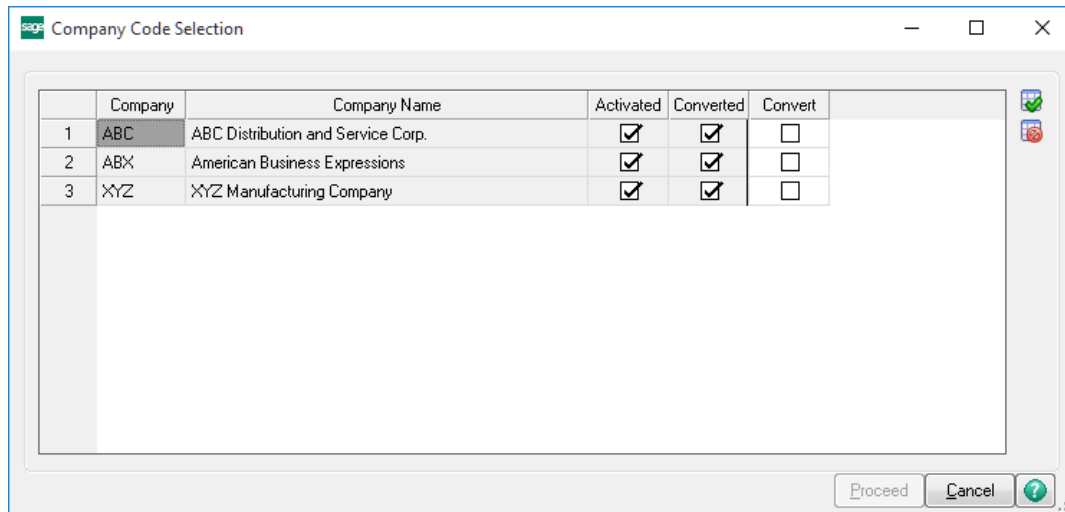 sage Company Code Selection
Company Company Name Activated Converted Convert
1 ABC ABC Distribution and Service Corp.
2 ABX American Business Expressions
3 XYZ XYZ Manufacturing Company
Proceed Cancel ?